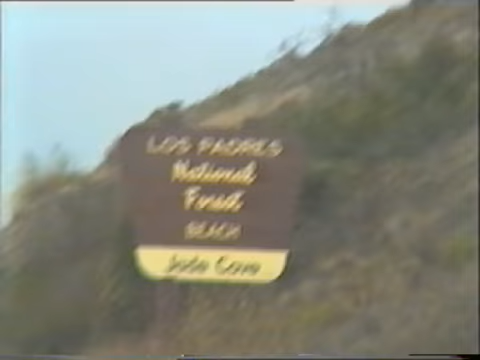 LOS PADRES
National
Forest
BEACH
Jade Cove